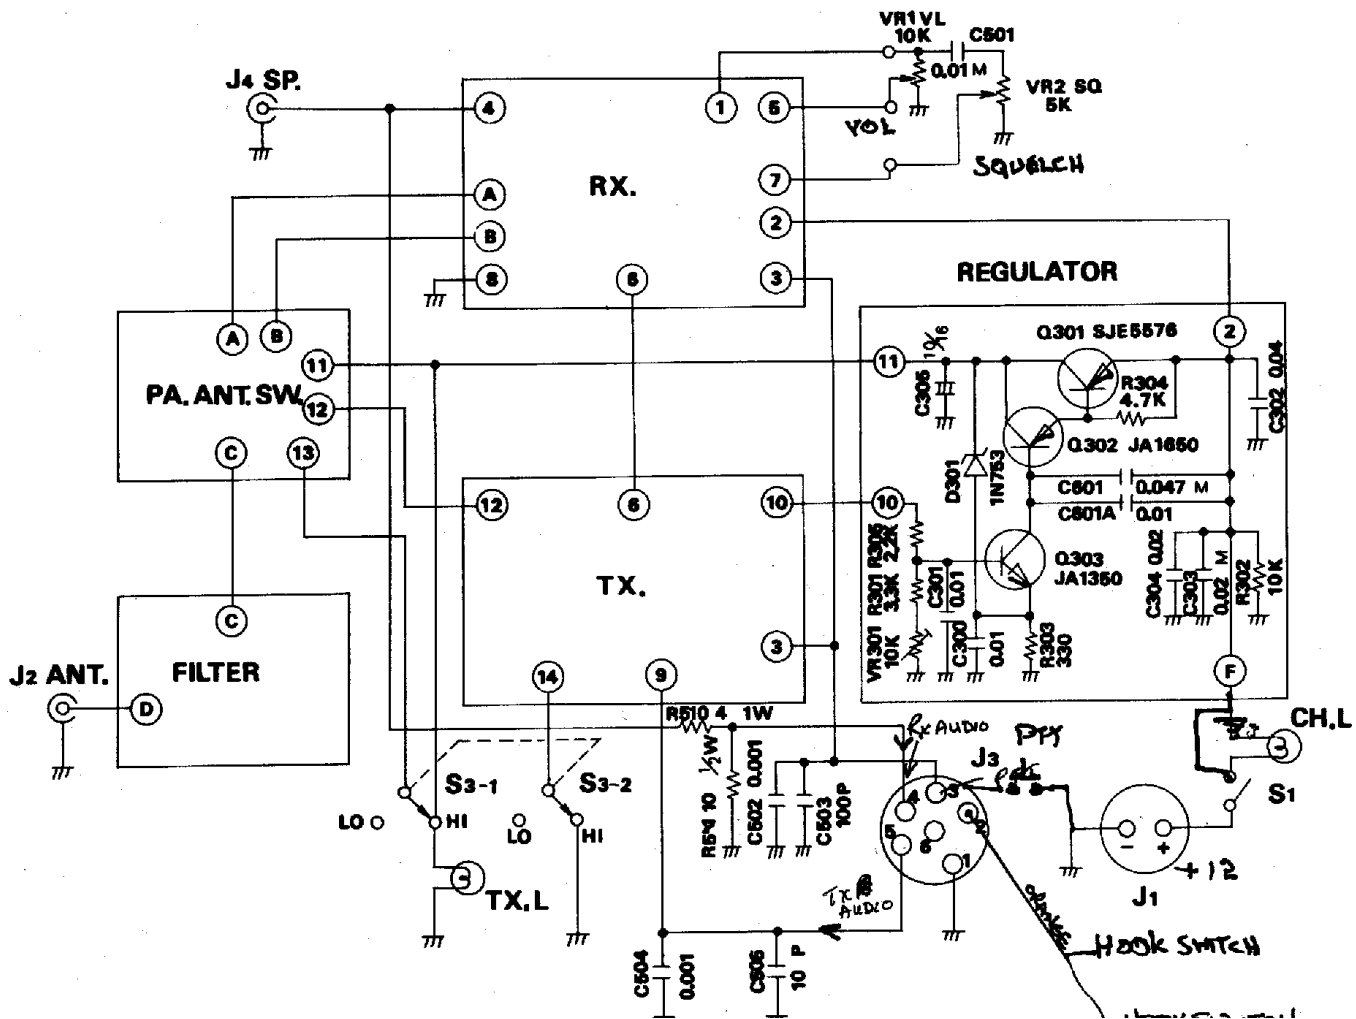 VR1 VL
10K
C501
0.01 M
VR2 SQ
5K
J4 SP.
4
1
5
VOL
RX.
7
SQUELCH
A
B
2
8
6
3
REGULATOR
A
B
11
PA. ANT. SW.
12
C
13
11
10/16
C305
Q301 SJE5576
2
R304
4.7K
C302 0.04
Q302 JA1650
D301
1N753
C601
0.047 M
C601A
0.01
12
6
10
10
TX.
R305
2.2K
R301
3.3K
VR301
10K
C301
0.01
C300
0.01
Q303
JA1350
R303
330
C304 0.02
C303
0.02 M
R302
10K
3
14
9
F
C
FILTER
J2 ANT.
D
R510 4 1W
1/2W
10
C502 0.001
C503
100P
RX AUDIO
J3
PTT
CH.L
S1
S3-1
S3-2
LO
HI
LO
HI
TX.L
4
3
5
6
2
1
-
+
+12
J1
TX
AUDIO
ORANGE
HOOK SWITCH
C504
0.001
10 P